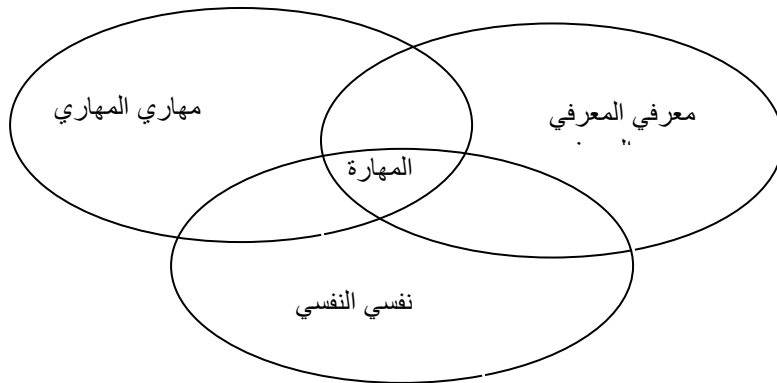 معرفي المعرفي
مهاري المهاري
المهارة
نفسي النفسي